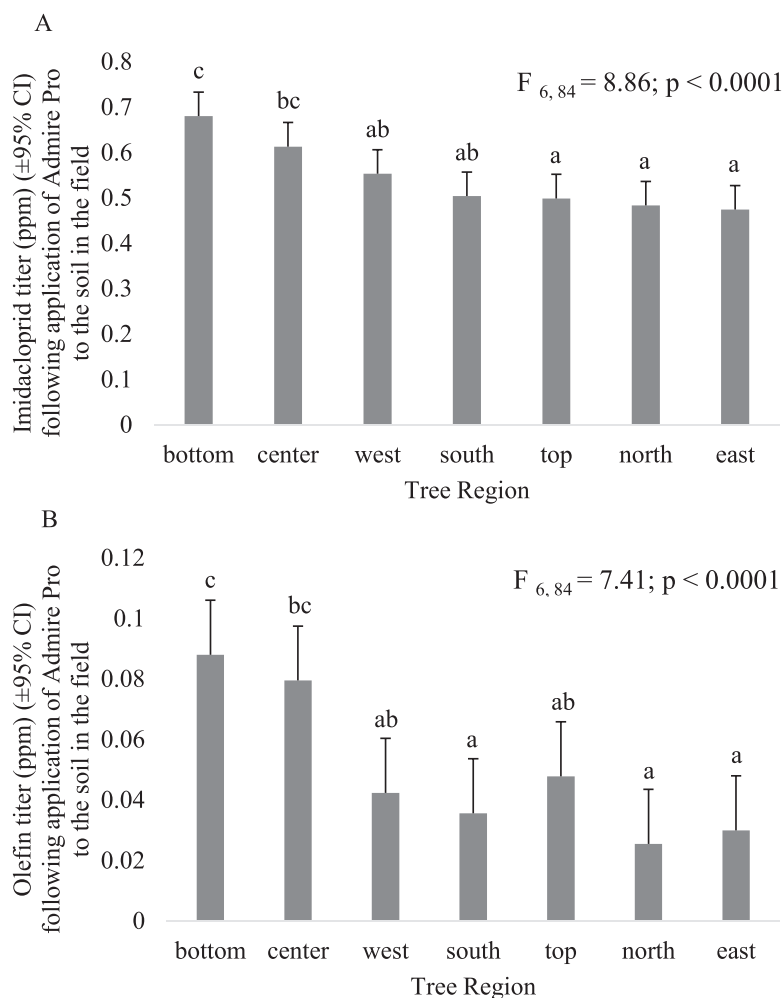 A
Imidacloprid titer (ppm) (±95% CI)
following application of Admire Pro
to the soil in the field
0.8
0.7
0.6
0.5
0.4
0.3
0.2
0.1
0
F 6, 84 = 8.86; p < 0.0001
c
bc
ab
ab
a
a
a
bottom center west south top north east
Tree Region
B
Olefin titer (ppm) (±95% CI)
following application of Admire Pro
to the soil in the field
0.12
0.1
0.08
0.06
0.04
0.02
0
F 6, 84 = 7.41; p < 0.0001
c
bc
ab
a
ab
a
a
bottom center west south top north east
Tree Region